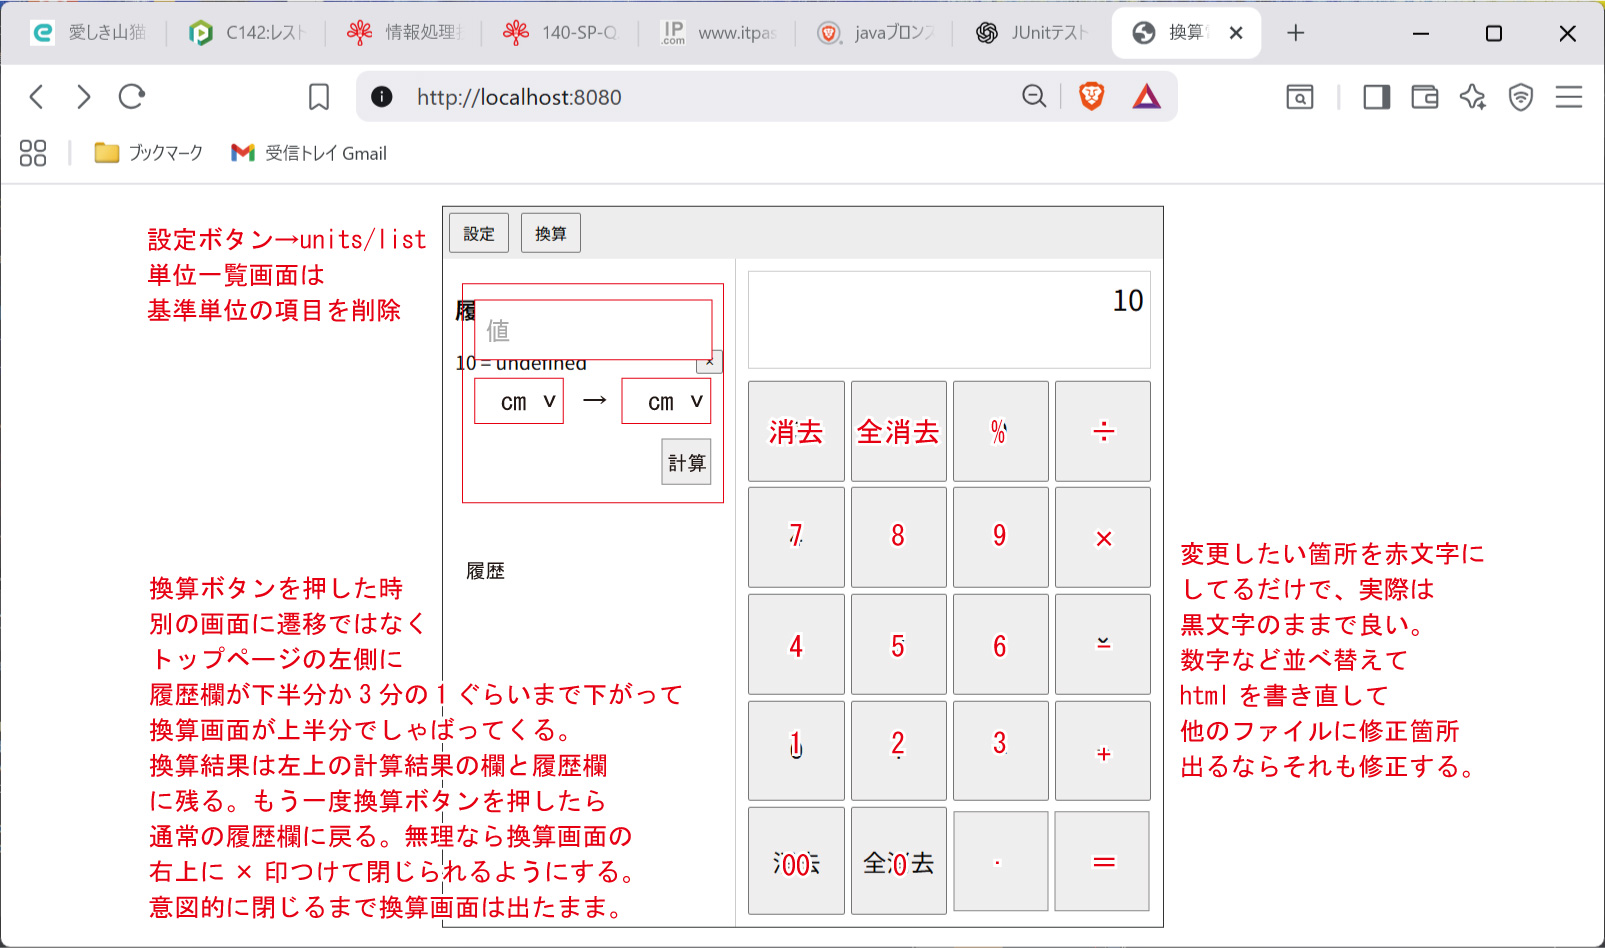 愛しき山猫
C142:レスト
情報処理
140-SP-Q
www.itpas
javaブロンズ
JUnitテスト
換算
http://localhost:8080
ブックマーク
受信トレイ Gmail
設定ボタン→units/list
単位一覧画面は
基準単位の項目を削除
設定 換算
履
値
10 = undefined
×
cm ∨ → cm ∨
計算
履歴
10
消去 全消去 % ÷
7 8 9 ×
4 5 6 −
1 2 3 +
00 0 . =
換算ボタンを押した時
別の画面に遷移ではなく
トップページの左側に
履歴欄が下半分か3分の1ぐらいまで下がって
換算画面が上半分でしゃばってくる。
換算結果は左上の計算結果の欄と履歴欄
に残る。もう一度換算ボタンを押したら
通常の履歴欄に戻る。無理なら換算画面の
右上に × 印つけて閉じられるようにする。
意図的に閉じるまで換算画面は出たまま。
変更したい箇所を赤文字に
してるだけで、実際は
黒文字のままで良い。
数字など並べ替えて
html を書き直して
他のファイルに修正箇所
出るならそれも修正する。